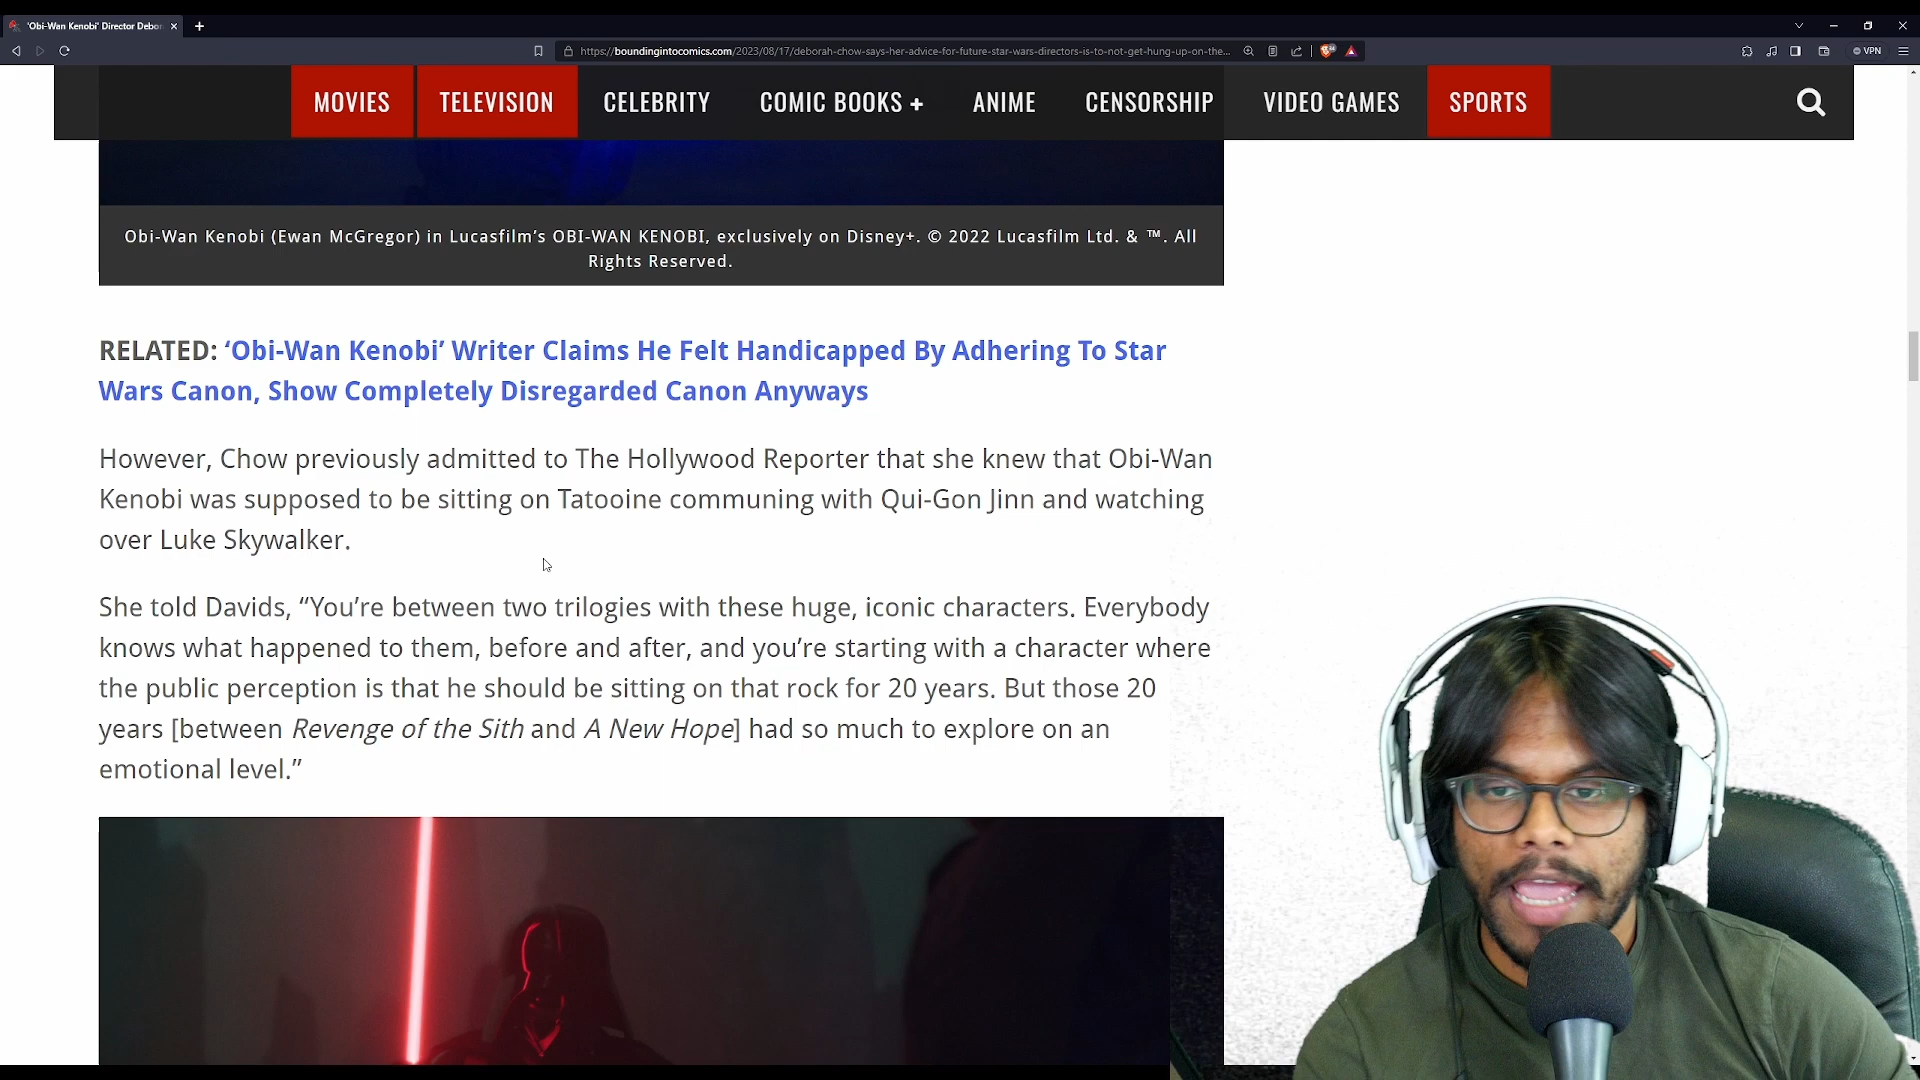 'Obi-Wan Kenobi' Director Debor
https://boundingintocomics.com/2023/08/17/deborah-chow-says-her-advice-for-future-star-wars-directors-is-to-not-get-hung-up-on-the...
VPN
MOVIES TELEVISION CELEBRITY COMIC BOOKS + ANIME CENSORSHIP VIDEO GAMES SPORTS
Obi-Wan Kenobi (Ewan McGregor) in Lucasfilm's OBI-WAN KENOBI, exclusively on Disney+. © 2022 Lucasfilm Ltd. & ™. All
Rights Reserved.
RELATED: ‘Obi-Wan Kenobi’ Writer Claims He Felt Handicapped By Adhering To Star
Wars Canon, Show Completely Disregarded Canon Anyways
However, Chow previously admitted to The Hollywood Reporter that she knew that Obi-Wan
Kenobi was supposed to be sitting on Tatooine communing with Qui-Gon Jinn and watching
over Luke Skywalker.
She told Davids, “You’re between two trilogies with these huge, iconic characters. Everybody
knows what happened to them, before and after, and you’re starting with a character where
the public perception is that he should be sitting on that rock for 20 years. But those 20
years [between Revenge of the Sith and A New Hope] had so much to explore on an
emotional level.”